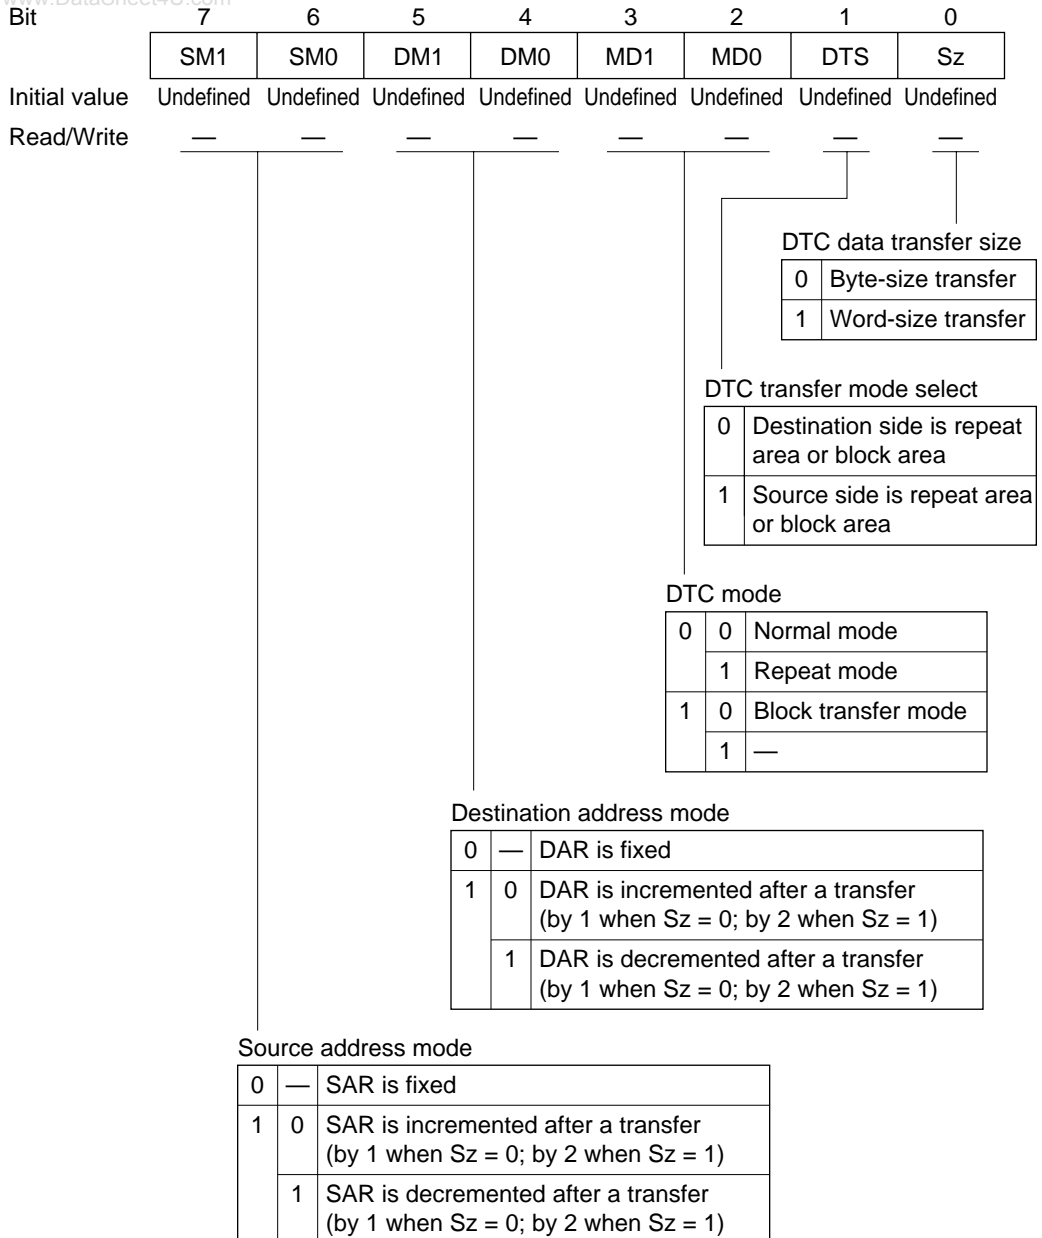 www.DataSheet4U.com
Bit 7 6 5 4 3 2 1 0
SM1 SM0 DM1 DM0 MD1 MD0 DTS Sz
Initial value Undefined Undefined Undefined Undefined Undefined Undefined Undefined Undefined
Read/Write — — — — — — — —
DTC data transfer size
0 Byte-size transfer
1 Word-size transfer
DTC transfer mode select
0 Destination side is repeat
area or block area
1 Source side is repeat area
or block area
DTC mode
0 0 Normal mode
1 Repeat mode
1 0 Block transfer mode
1 —
Destination address mode
0 — DAR is fixed
1 0 DAR is incremented after a transfer
(by 1 when Sz = 0; by 2 when Sz = 1)
1 DAR is decremented after a transfer
(by 1 when Sz = 0; by 2 when Sz = 1)
Source address mode
0 — SAR is fixed
1 0 SAR is incremented after a transfer
(by 1 when Sz = 0; by 2 when Sz = 1)
1 SAR is decremented after a transfer
(by 1 when Sz = 0; by 2 when Sz = 1)